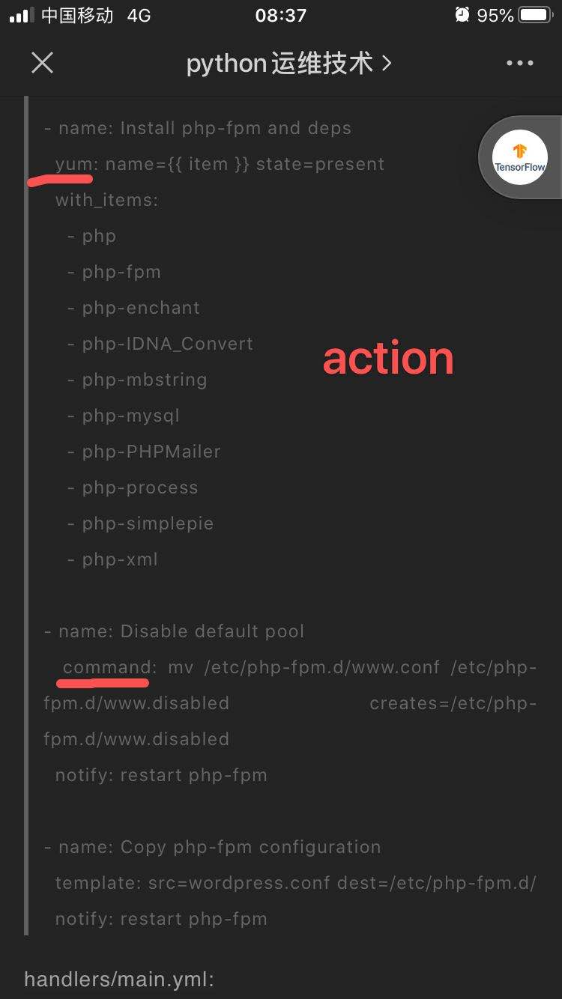 中国移动 4G 08:37 95%
python运维技术
- name: Install php-fpm and deps
yum: name={{ item }} state=present
TensorFlow
with_items:
- php
- php-fpm
- php-enchant
- php-IDNA_Convert
action
- php-mbstring
- php-mysql
- php-PHPMailer
- php-process
- php-simplepie
- php-xml
- name: Disable default pool
command: mv /etc/php-fpm.d/www.conf /etc/php-
fpm.d/www.disabled creates=/etc/php-
fpm.d/www.disabled
notify: restart php-fpm
- name: Copy php-fpm configuration
template: src=wordpress.conf dest=/etc/php-fpm.d/
notify: restart php-fpm
handlers/main.yml: